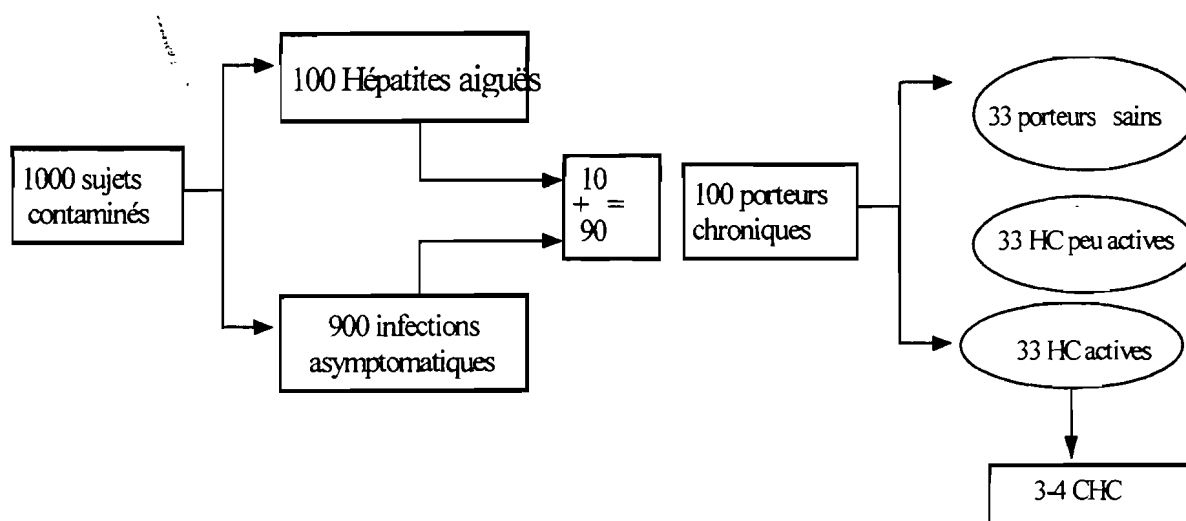 100 Hépatites aiguës
1000 sujets
contaminés
10
+ =
90
100 porteurs
chroniques
900 infections
asymptomatiques
33 porteurs sains
33 HC peu actives
33 HC actives
3-4 CHC